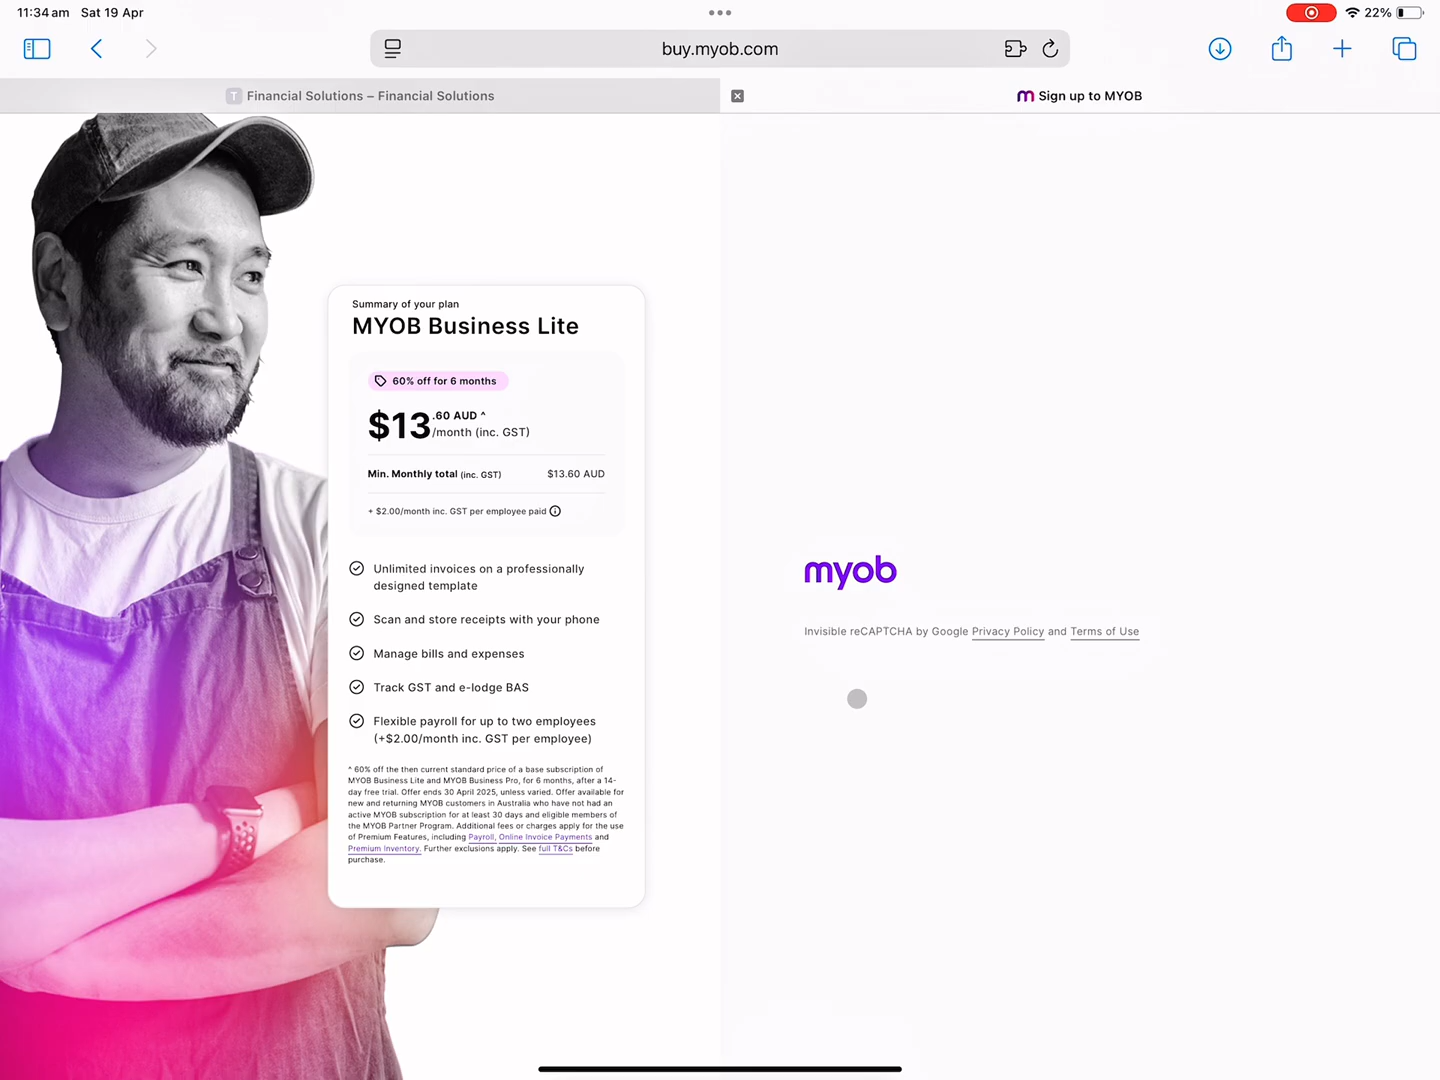 11:34 am Sat 19 Apr
22%
buy.myob.com
T Financial Solutions – Financial Solutions
Sign up to MYOB
Summary of your plan
MYOB Business Lite
60% off for 6 months
$13.60 AUD ^
/month (inc. GST)
Min. Monthly total (inc. GST) $13.60 AUD
+ $2.00/month inc. GST per employee paid
Unlimited invoices on a professionally
designed template
Scan and store receipts with your phone
Manage bills and expenses
Track GST and e-lodge BAS
Flexible payroll for up to two employees
(+$2.00/month inc. GST per employee)
^ 60% off the then current standard price of a base subscription of
MYOB Business Lite and MYOB Business Pro, for 6 months, after a 14-
day free trial. Offer ends 30 April 2025, unless varied. Offer available for
new and returning MYOB customers in Australia who have not had an
active MYOB subscription for at least 30 days and eligible members of
the MYOB Partner Program. Additional fees or charges apply for the use
of Premium Features, including Payroll, Online Invoice Payments and
Premium Inventory. Further exclusions apply. See full T&Cs before
purchase.
myob
Invisible reCAPTCHA by Google Privacy Policy and Terms of Use